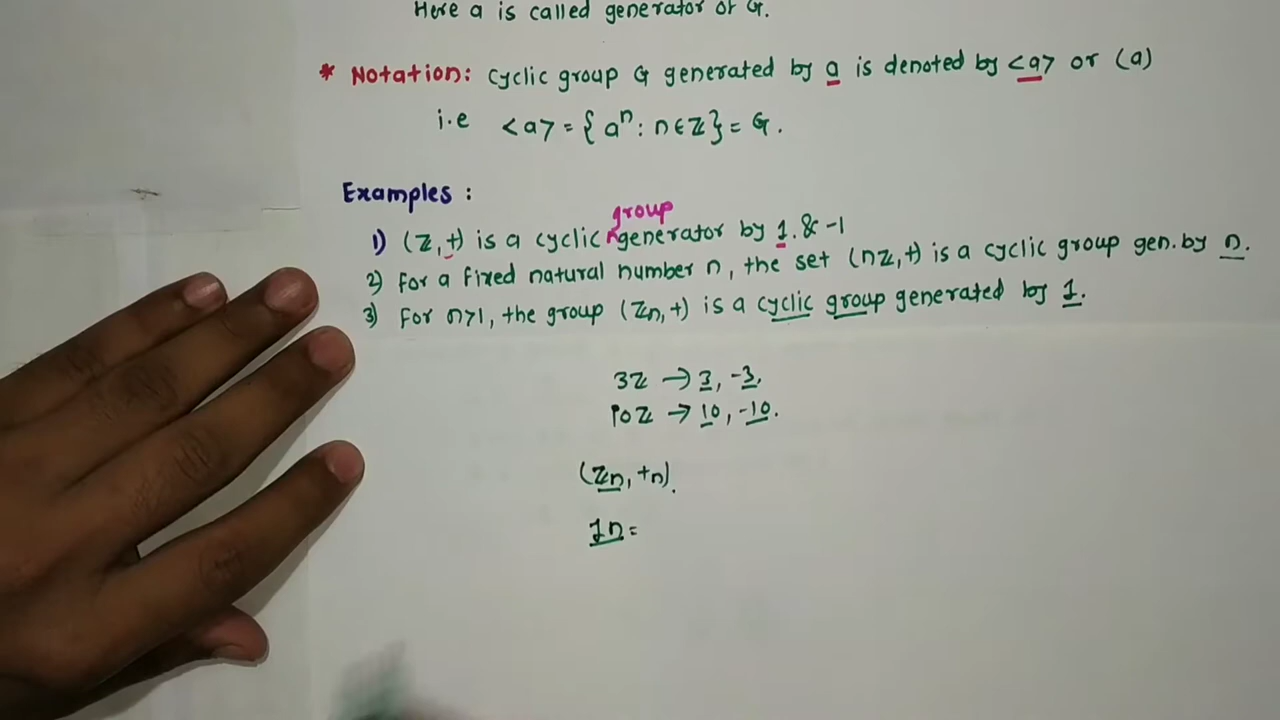 Here a is called generator of G.
* Notation: Cyclic group G generated by a is denoted by <a> or (a)
i.e <a> = { aⁿ : n∈Z } = G.
Examples :
group
1) (Z,+) is a cyclic generator by 1. & -1
2) For a fixed natural number n, the set (nZ,+) is a cyclic group gen. by n.
3) For n>1, the group (Zn,+) is a cyclic group generated by 1.
3Z → 3, -3.
10Z → 10, -10.
(Zn, +n).
1n =